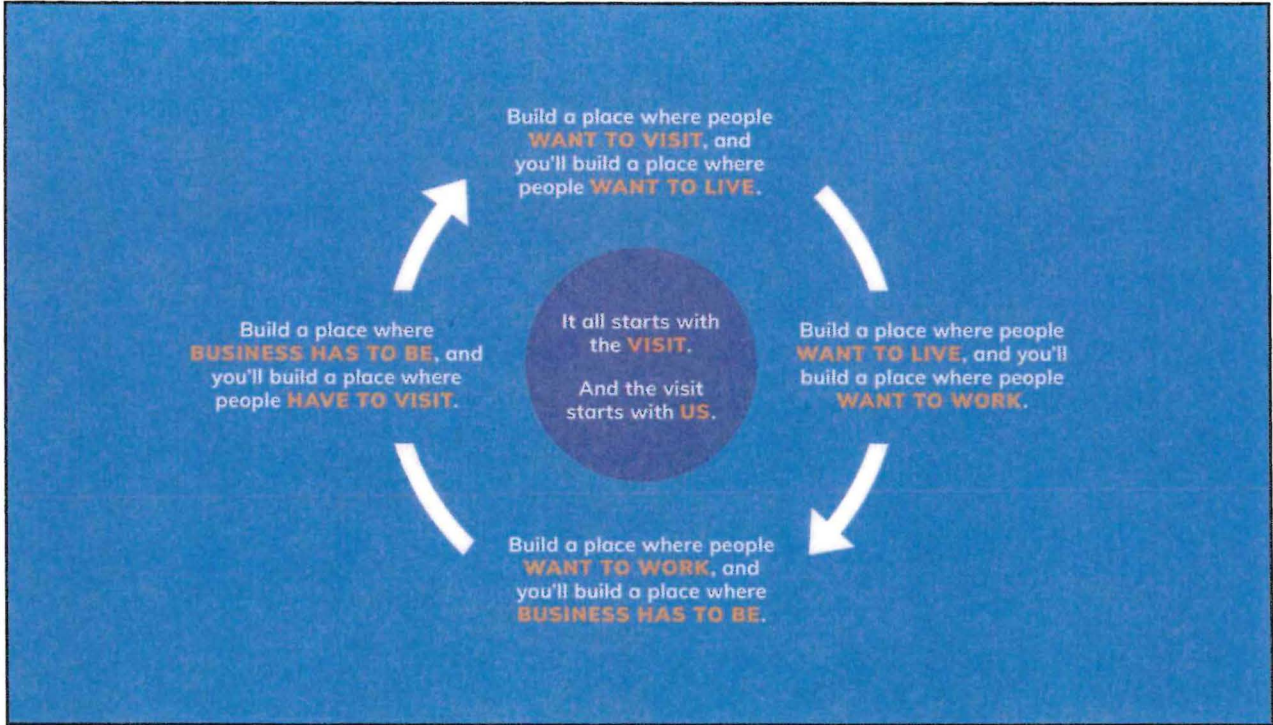 Build a place where people
WANT TO VISIT, and
you'll build a place where
people WANT TO LIVE.
Build a place where people
WANT TO LIVE, and you'll
build a place where people
WANT TO WORK.
Build a place where people
WANT TO WORK, and
you'll build a place where
BUSINESS HAS TO BE.
Build a place where
BUSINESS HAS TO BE, and
you'll build a place where
people HAVE TO VISIT.
It all starts with
the VISIT.
And the visit
starts with US.